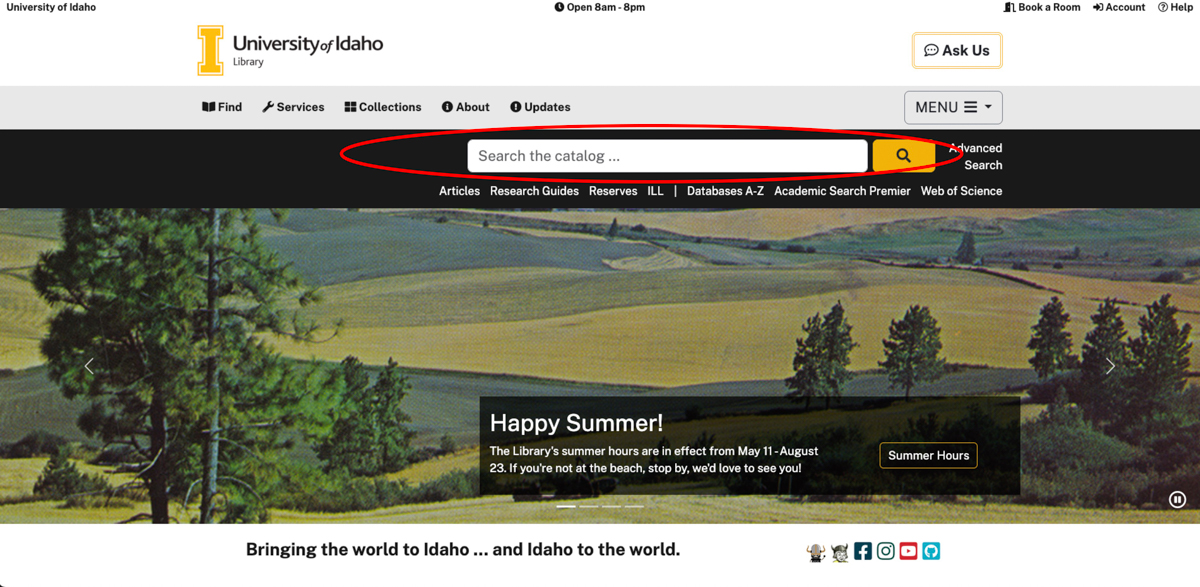 University of Idaho
Open 8am - 8pm
Book a Room Account Help
University of Idaho
Library
Ask Us
Find Services Collections About Updates
MENU
Search the catalog ...
Advanced
Search
Articles Research Guides Reserves ILL | Databases A-Z Academic Search Premier Web of Science
Happy Summer!
The Library's summer hours are in effect from May 11 - August
23. If you're not at the beach, stop by, we'd love to see you!
Summer Hours
Bringing the world to Idaho ... and Idaho to the world.